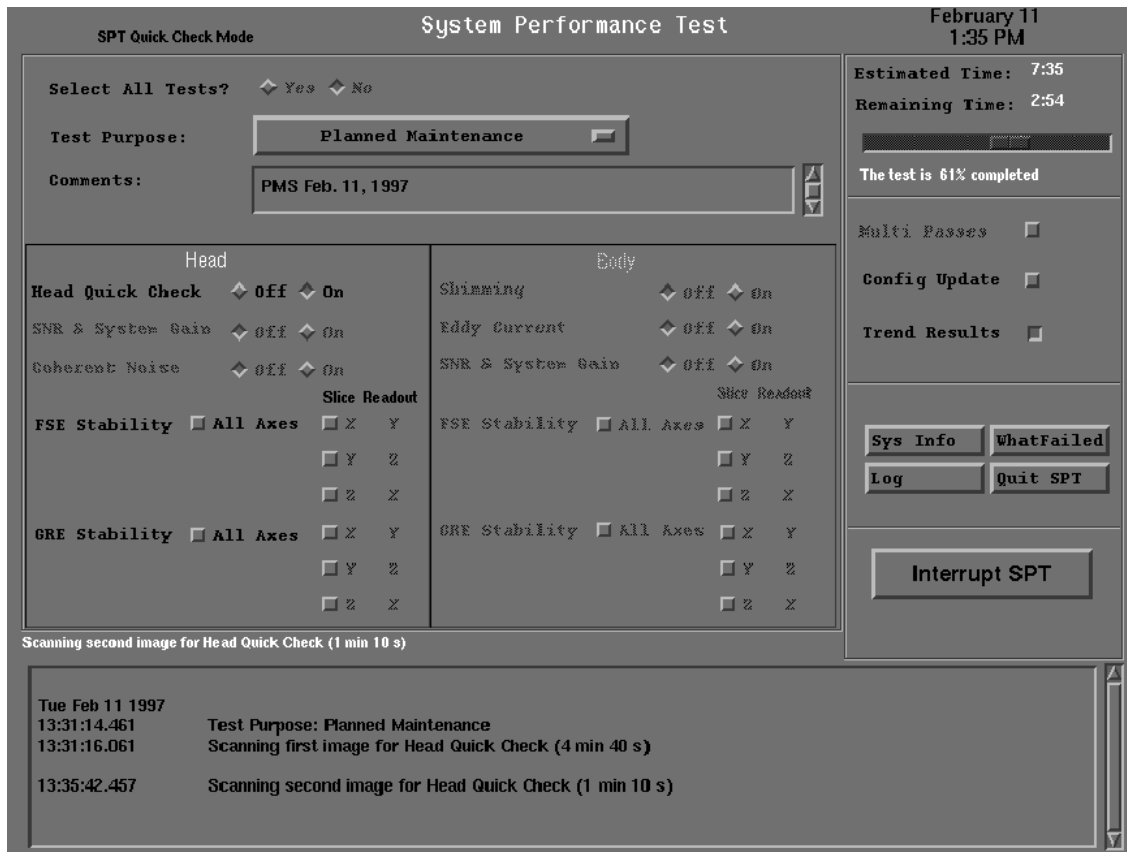 SPT Quick Check Mode
System Performance Test
February 11
1:35 PM
Select All Tests? Yes No
Test Purpose: Planned Maintenance
Comments: PMS Feb. 11, 1997
Estimated Time: 7:35
Remaining Time: 2:54
The test is 61% completed
Multi Passes
Config Update
Trend Results
Sys Info WhatFailed
Log Quit SPT
Interrupt SPT
Head
Head Quick Check Off On
SNR & System Gain Off On
Coherent Noise Off On
Slice Readout
FSE Stability All Axes X Y
Y Z
Z X
GRE Stability All Axes X Y
Y Z
Z X
Body
Shimming Off On
Eddy Current Off On
SNR & System Gain Off On
Slice Readout
FSE Stability All Axes X Y
Y Z
Z X
GRE Stability All Axes X Y
Y Z
Z X
Scanning second image for Head Quick Check (1 min 10 s)
Tue Feb 11 1997
13:31:14.461 Test Purpose: Planned Maintenance
13:31:16.061 Scanning first image for Head Quick Check (4 min 40 s)
13:35:42.457 Scanning second image for Head Quick Check (1 min 10 s)